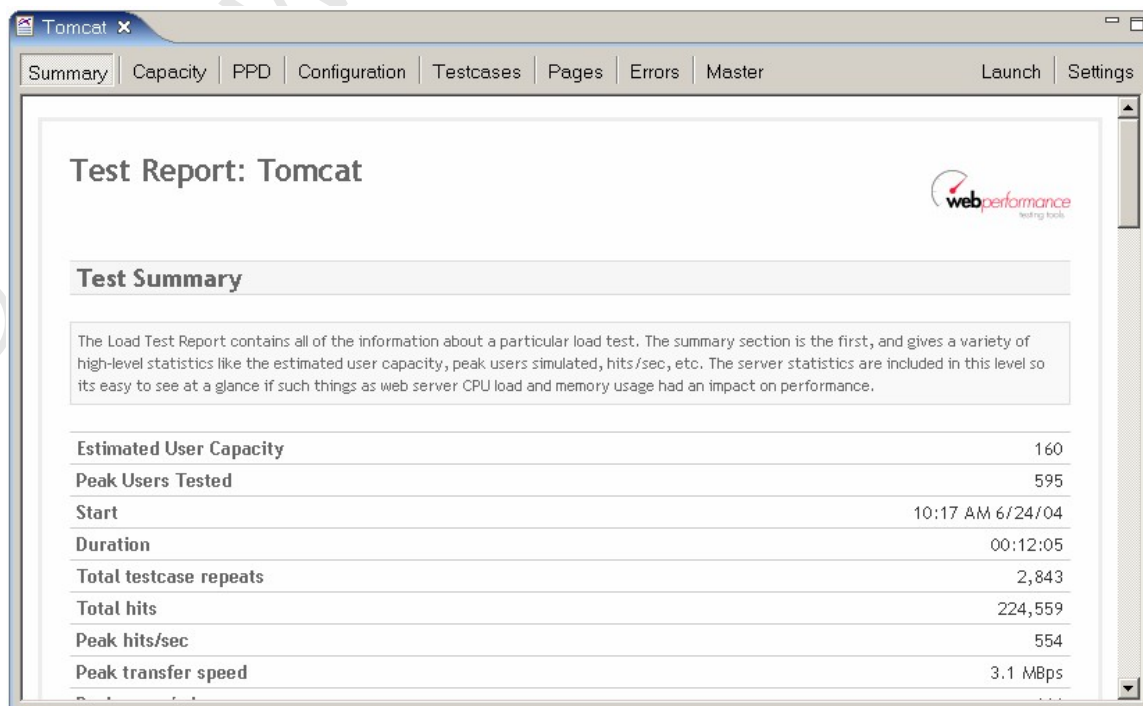 Tomcat
Summary Capacity PPD Configuration Testcases Pages Errors Master Launch Settings
Test Report: Tomcat
webperformance
testing tools
Test Summary
The Load Test Report contains all of the information about a particular load test. The summary section is the first, and gives a variety of
high-level statistics like the estimated user capacity, peak users simulated, hits/sec, etc. The server statistics are included in this level so
its easy to see at a glance if such things as web server CPU load and memory usage had an impact on performance.
Estimated User Capacity 160
Peak Users Tested 595
Start 10:17 AM 6/24/04
Duration 00:12:05
Total testcase repeats 2,843
Total hits 224,559
Peak hits/sec 554
Peak transfer speed 3.1 MBps